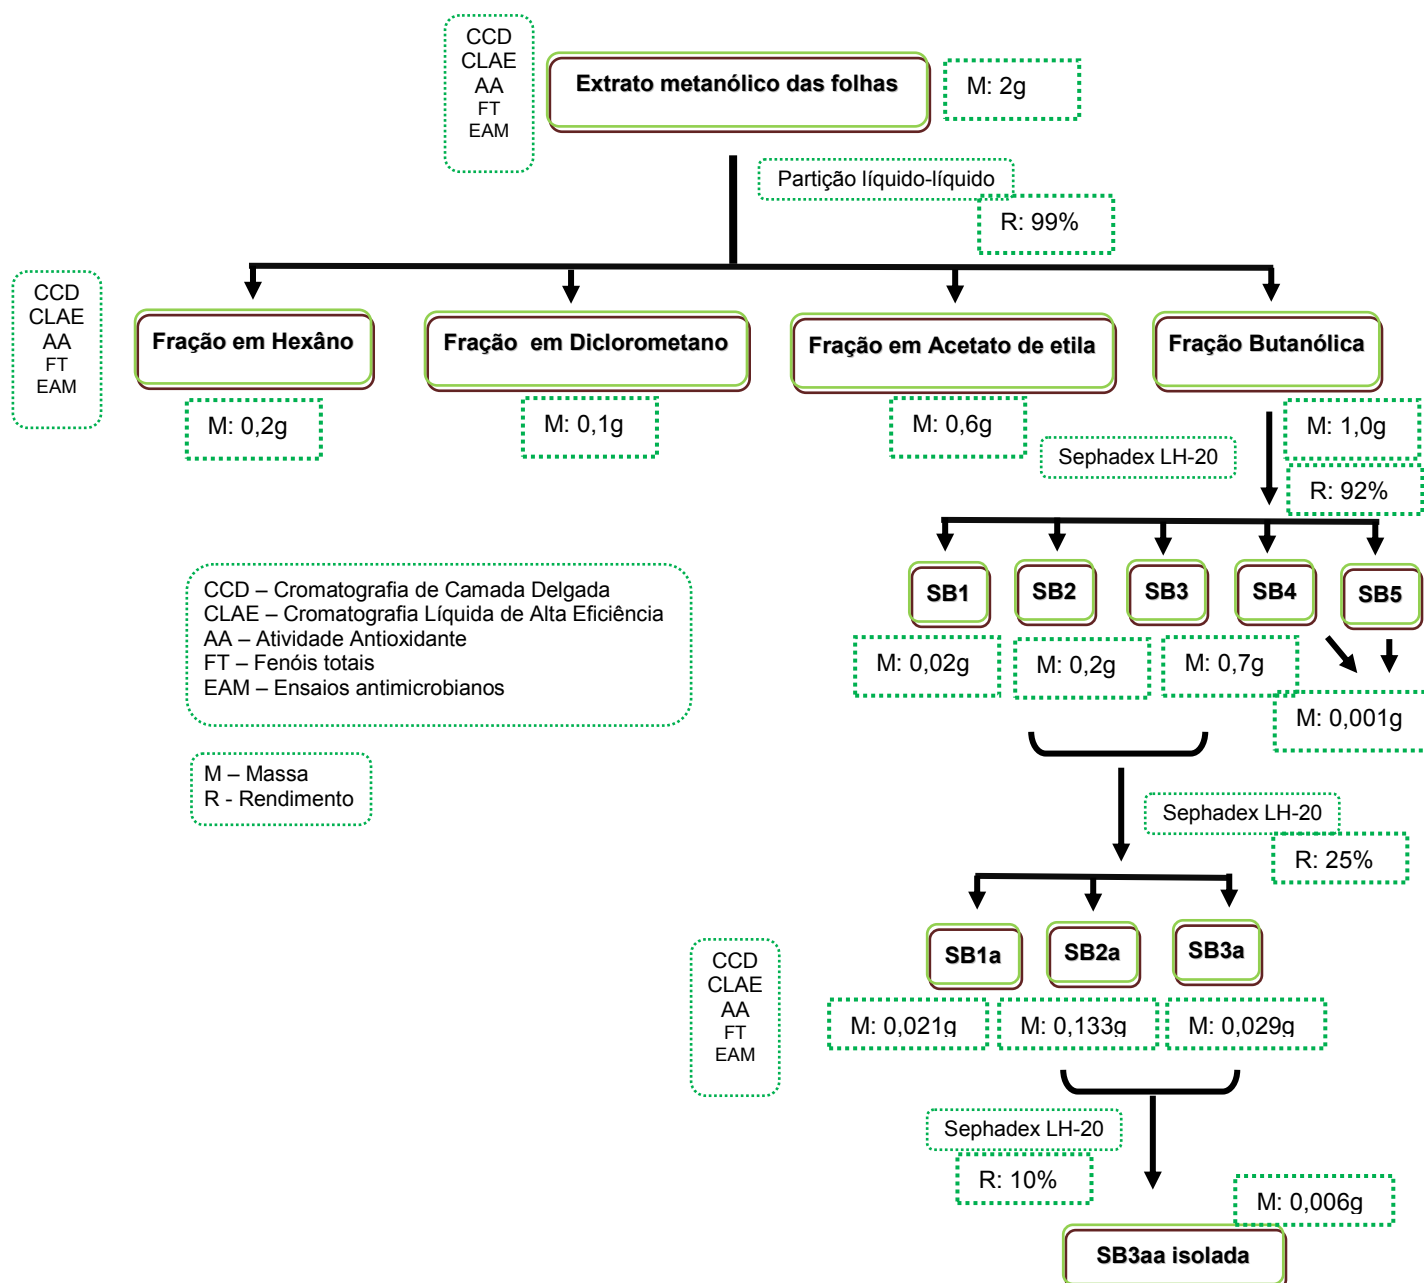 CCD
CLAE
AA
FT
EAM
Extrato metanólico das folhas
M: 2g
Partição líquido-líquido
R: 99%
CCD
CLAE
AA
FT
EAM
Fração em Hexâno
Fração em Diclorometano
Fração em Acetato de etila
Fração Butanólica
M: 0,2g
M: 0,1g
M: 0,6g
M: 1,0g
Sephadex LH-20
R: 92%
SB1
SB2
SB3
SB4
SB5
M: 0,02g
M: 0,2g
M: 0,7g
M: 0,001g
CCD – Cromatografia de Camada Delgada
CLAE – Cromatografia Líquida de Alta Eficiência
AA – Atividade Antioxidante
FT – Fenóis totais
EAM – Ensaios antimicrobianos
M – Massa
R - Rendimento
Sephadex LH-20
R: 25%
CCD
CLAE
AA
FT
EAM
SB1a
SB2a
SB3a
M: 0,021g
M: 0,133g
M: 0,029g
Sephadex LH-20
R: 10%
M: 0,006g
SB3aa isolada